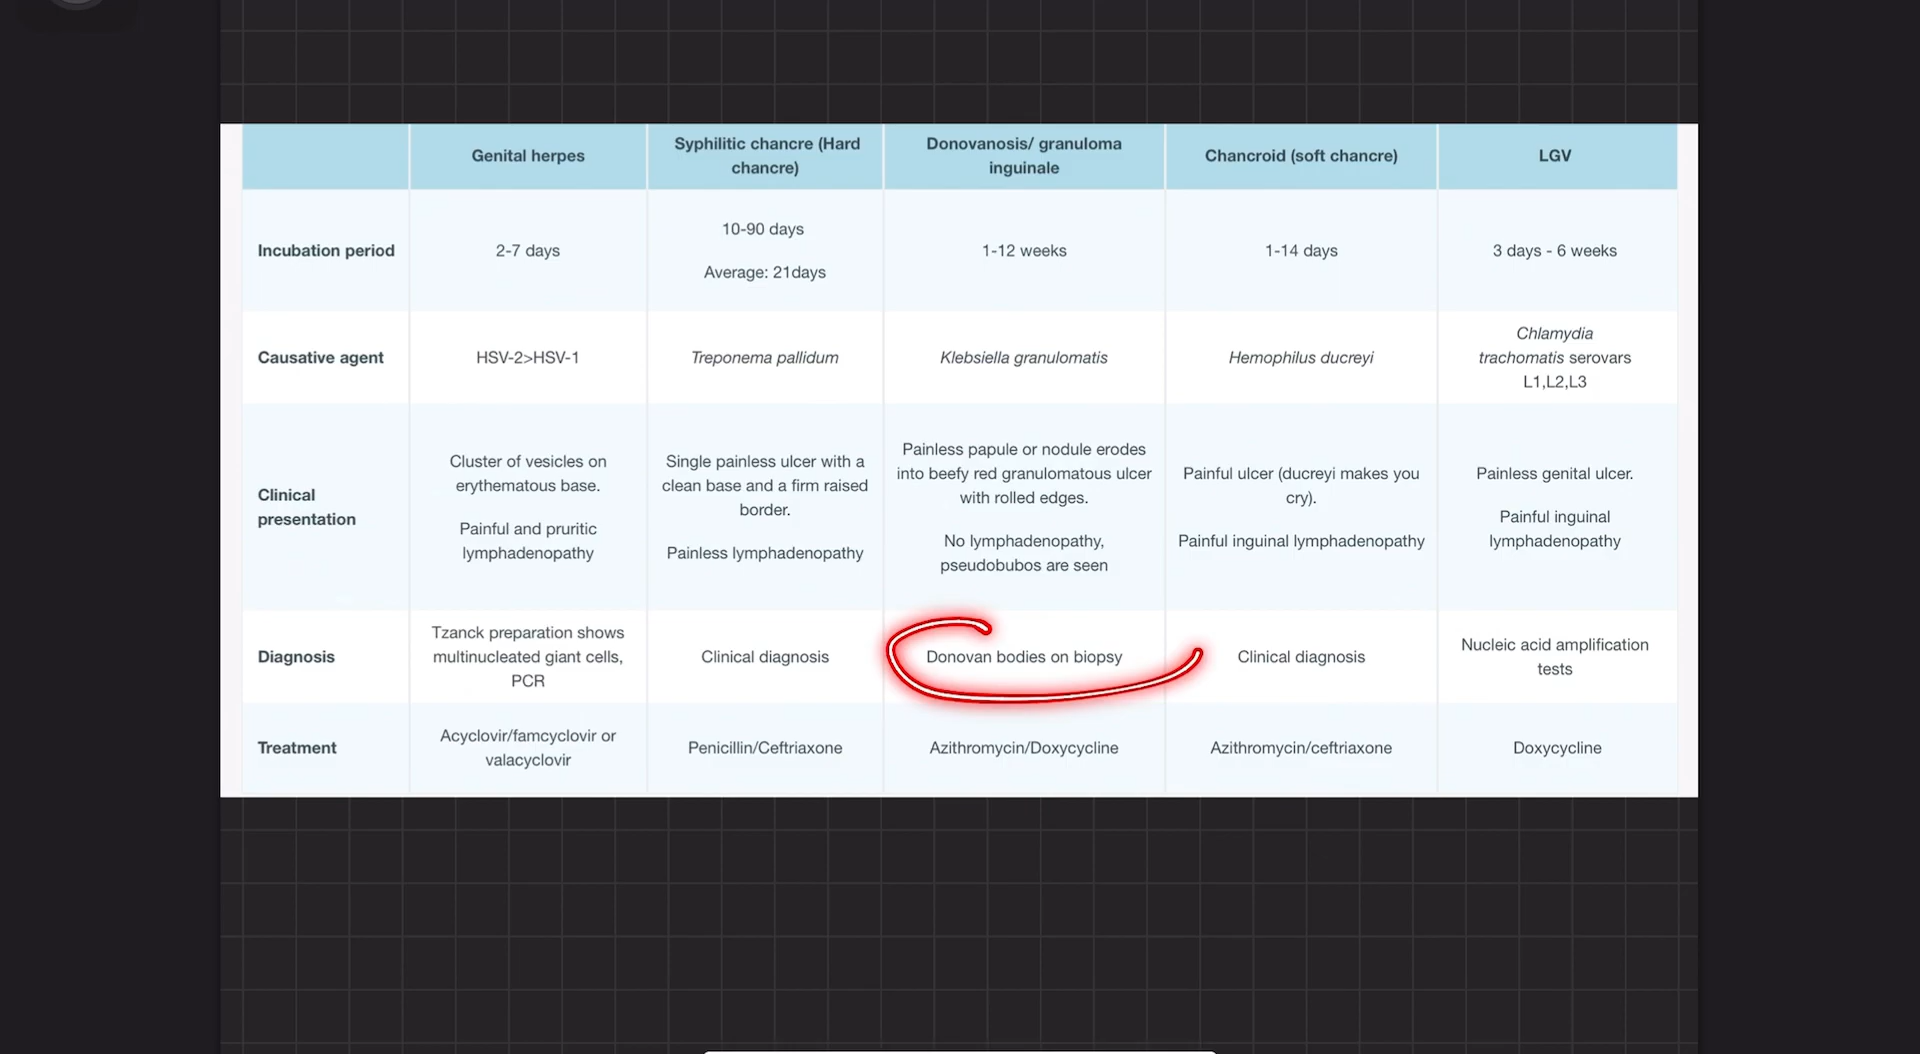 Genital herpes
Syphilitic chancre (Hard
chancre)
Donovanosis/ granuloma
inguinale
Chancroid (soft chancre)
LGV
Incubation period
2-7 days
10-90 days
Average: 21days
1-12 weeks
1-14 days
3 days - 6 weeks
Causative agent
HSV-2>HSV-1
Treponema pallidum
Klebsiella granulomatis
Hemophilus ducreyi
Chlamydia
trachomatis serovars
L1,L2,L3
Clinical
presentation
Cluster of vesicles on
erythematous base.
Painful and pruritic
lymphadenopathy
Single painless ulcer with a
clean base and a firm raised
border.
Painless lymphadenopathy
Painless papule or nodule erodes
into beefy red granulomatous ulcer
with rolled edges.
No lymphadenopathy,
pseudobubos are seen
Painful ulcer (ducreyi makes you
cry).
Painful inguinal lymphadenopathy
Painless genital ulcer.
Painful inguinal
lymphadenopathy
Diagnosis
Tzanck preparation shows
multinucleated giant cells,
PCR
Clinical diagnosis
Donovan bodies on biopsy
Clinical diagnosis
Nucleic acid amplification
tests
Treatment
Acyclovir/famcyclovir or
valacyclovir
Penicillin/Ceftriaxone
Azithromycin/Doxycycline
Azithromycin/ceftriaxone
Doxycycline